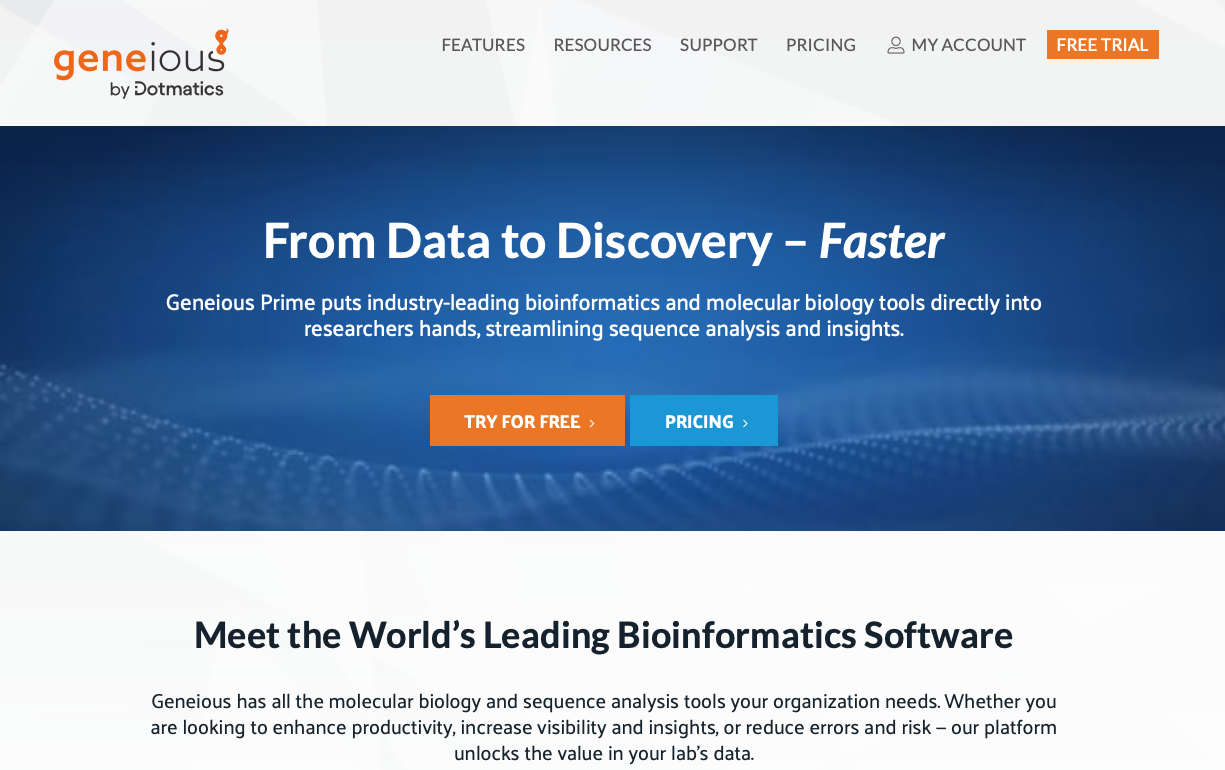 geneious
by Dotmatics
FEATURES RESOURCES SUPPORT PRICING MY ACCOUNT FREE TRIAL
From Data to Discovery – Faster
Geneious Prime puts industry-leading bioinformatics and molecular biology tools directly into
researchers hands, streamlining sequence analysis and insights.
TRY FOR FREE › PRICING ›
Meet the World’s Leading Bioinformatics Software
Geneious has all the molecular biology and sequence analysis tools your organization needs. Whether you
are looking to enhance productivity, increase visibility and insights, or reduce errors and risk – our platform
unlocks the value in your lab’s data.